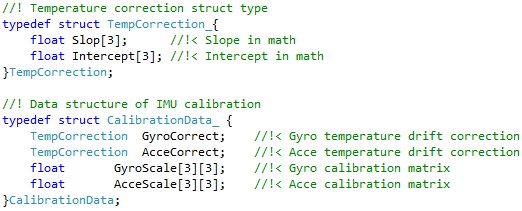 //! Temperature correction struct type
typedef struct TempCorrection_{
    float Slop[3];      //!< Slope in math
    float Intercept[3]; //!< Intercept in math
}TempCorrection;

//! Data structure of IMU calibration
typedef struct CalibrationData_ {
    TempCorrection  GyroCorrect;    //!< Gyro temperature drift correction
    TempCorrection  AcceCorrect;    //!< Acce temperature drift correction
    float       GyroScale[3][3];    //!< Gyro calibration matrix
    float       AcceScale[3][3];    //!< Acce calibration matrix
}CalibrationData;